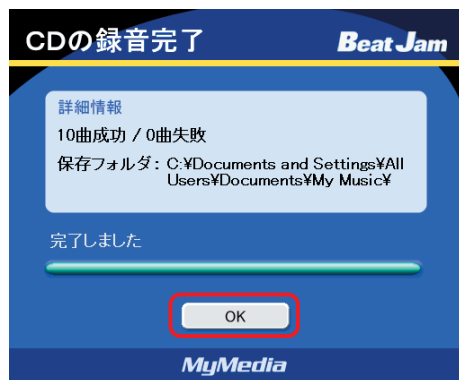 CDの録音完了
Beat Jam
詳細情報
10曲成功 / 0曲失敗
保存フォルダ: C:¥Documents and Settings¥All
Users¥Documents¥My Music¥
完了しました
OK
MyMedia